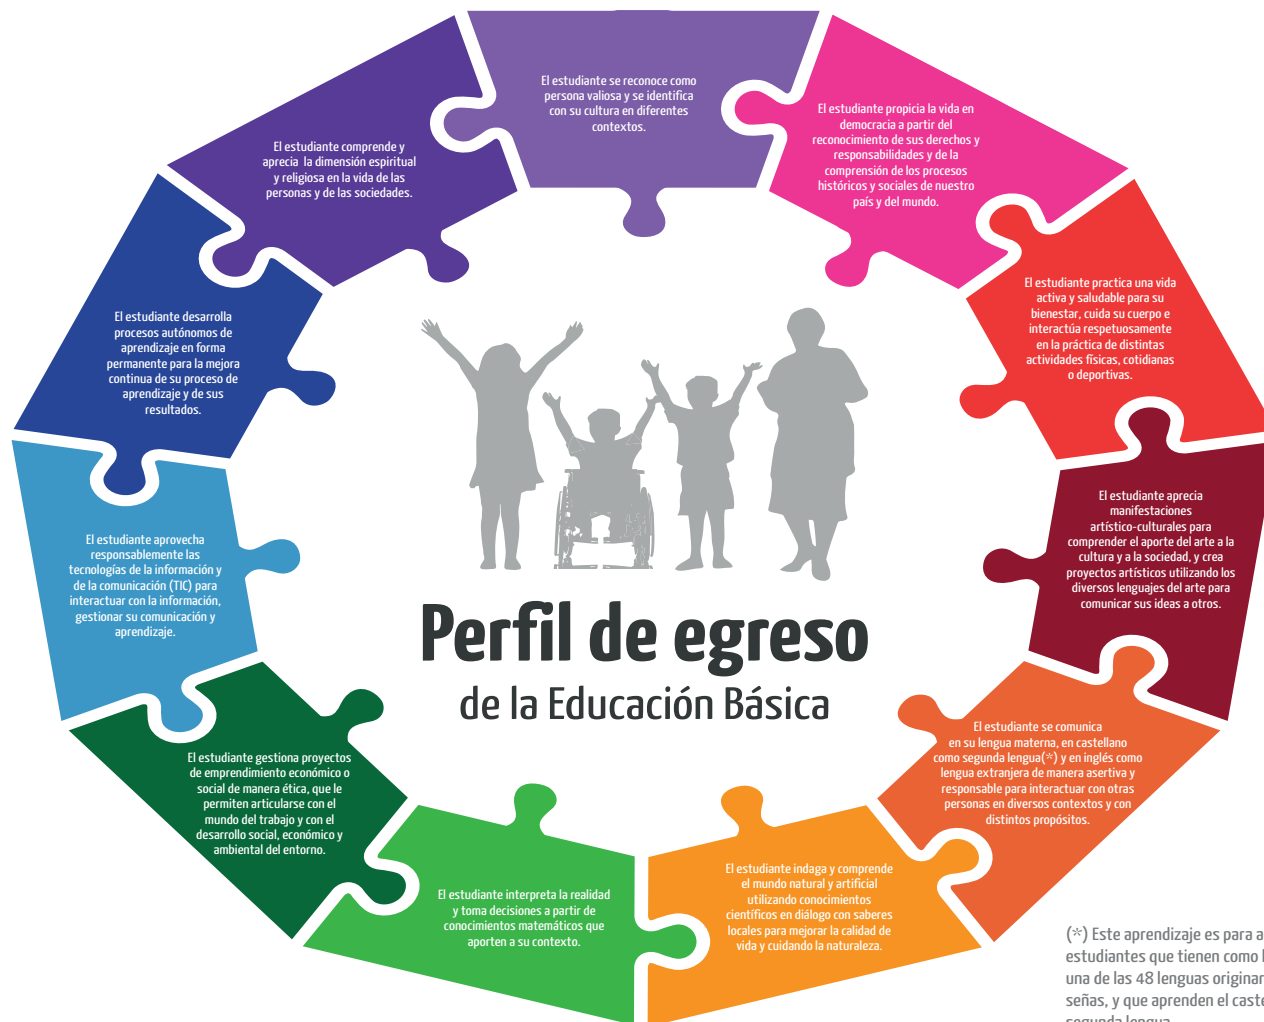 El estudiante se reconoce como
persona valiosa y se identifica
con su cultura en diferentes
contextos.
El estudiante propicia la vida en
democracia a partir del
reconocimiento de sus derechos y
responsabilidades y de la
comprensión de los procesos
históricos y sociales de nuestro
país y del mundo.
El estudiante practica una vida
activa y saludable para su
bienestar, cuida su cuerpo e
interactúa respetuosamente
en la práctica de distintas
actividades físicas, cotidianas
o deportivas.
El estudiante aprecia
manifestaciones
artístico-culturales para
comprender el aporte del arte a la
cultura y a la sociedad, y crea
proyectos artísticos utilizando los
diversos lenguajes del arte para
comunicar sus ideas a otros.
El estudiante se comunica
en su lengua materna, en castellano
como segunda lengua(*) y en inglés como
lengua extranjera de manera asertiva y
responsable para interactuar con otras
personas en diversos contextos y con
distintos propósitos.
El estudiante indaga y comprende
el mundo natural y artificial
utilizando conocimientos
científicos en diálogo con saberes
locales para mejorar la calidad de
vida y cuidando la naturaleza.
El estudiante interpreta la realidad
y toma decisiones a partir de
conocimientos matemáticos que
aporten a su contexto.
El estudiante gestiona proyectos
de emprendimiento económico o
social de manera ética, que le
permiten articularse con el
mundo del trabajo y con el
desarrollo social, económico y
ambiental del entorno.
El estudiante aprovecha
responsablemente las
tecnologías de la información y
de la comunicación (TIC) para
interactuar con la información,
gestionar su comunicación y
aprendizaje.
El estudiante desarrolla
procesos autónomos de
aprendizaje en forma
permanente para la mejora
continua de su proceso de
aprendizaje y de sus
resultados.
El estudiante comprende y
aprecia la dimensión espiritual
y religiosa en la vida de las
personas y de las sociedades.
Perfil de egreso
de la Educación Básica
(*) Este aprendizaje es para
estudiantes que tienen como
una de las 48 lenguas
señas, y que aprenden el
segunda lengua